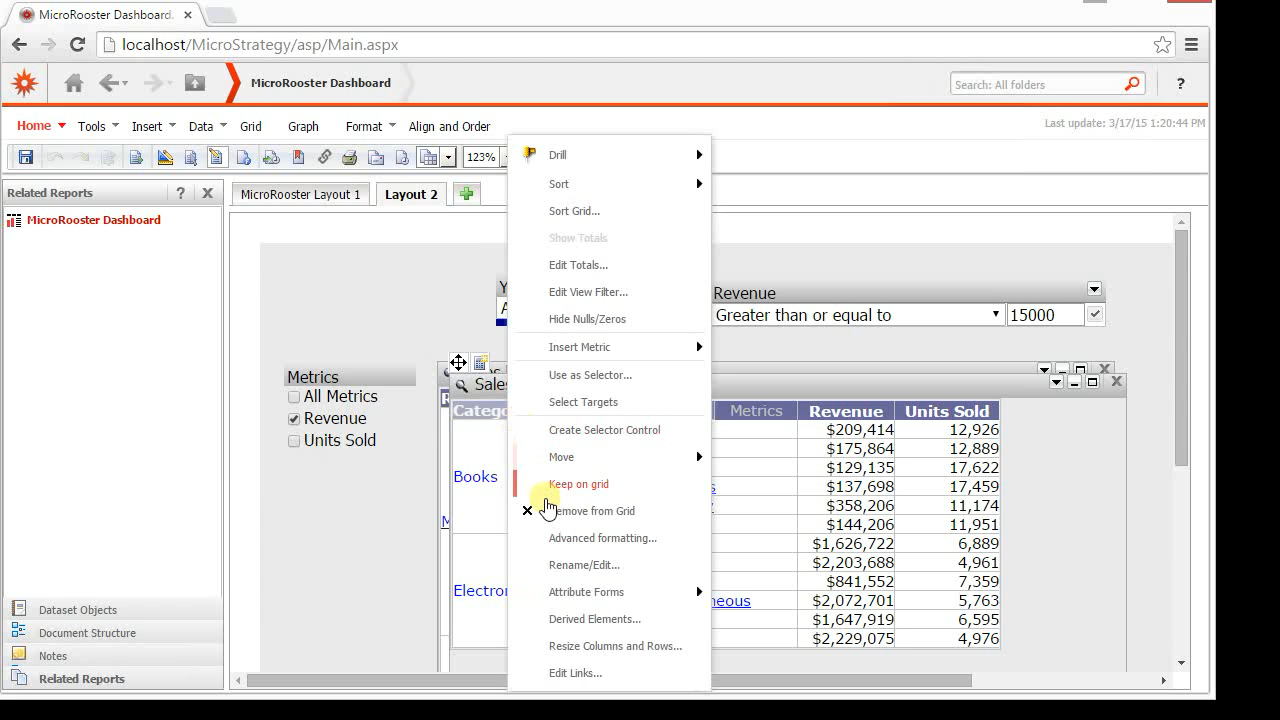 MicroRooster Dashboard.
localhost/MicroStrategy/asp/Main.aspx
MicroRooster Dashboard
Search: All folders
?
Home Tools Insert Data Grid Graph Format Align and Order
Last update: 3/17/15 1:20:44 PM
123%
Related Reports ?
MicroRooster Layout 1 Layout 2
MicroRooster Dashboard
Drill
Sort
Sort Grid...
Show Totals
Edit Totals...
Edit View Filter...
Hide Nulls/Zeros
Insert Metric
Use as Selector...
Select Targets
Create Selector Control
Move
Keep on grid
Remove from Grid
Advanced formatting...
Rename/Edit...
Attribute Forms
Derived Elements...
Resize Columns and Rows...
Edit Links...
Revenue
Greater than or equal to 15000
Metrics
All Metrics
Revenue
Units Sold
Sales
Categ Metrics Revenue Units Sold
Books
$209,414 12,926
$175,864 12,889
$129,135 17,622
$137,698 17,459
$358,206 11,174
$144,206 11,951
Electron
$1,626,722 6,889
$2,203,688 4,961
$841,552 7,359
neous $2,072,701 5,763
$1,647,919 6,595
$2,229,075 4,976
Dataset Objects
Document Structure
Notes
Related Reports